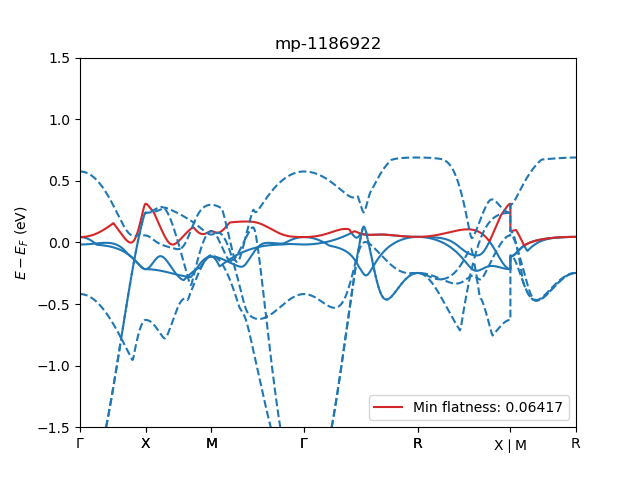 mp-1186922
1.5
1.0
0.5
0.0
−0.5
−1.0
−1.5
E − E_F (eV)
Min flatness: 0.06417
Γ X M Γ R X | M R